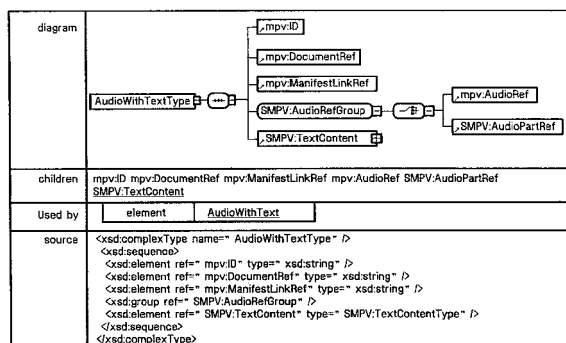 diagram
AudioWithTextType
mpv:ID
mpv:DocumentRef
mpv:ManifestLinkRef
SMPV:AudioRefGroup
SMPV:TextContent
mpv:AudioRef
SMPV:AudioPartRef
children
mpv:ID mpv:DocumentRef mpv:ManifestLinkRef mpv:AudioRef SMPV:AudioPartRef
SMPV:TextContent
Used by
element AudioWithText
source
<xsd:complexType name=" AudioWithTextType" />
<xsd:sequence>
<xsd:element ref=" mpv:ID" type=" xsd:string" />
<xsd:element ref=" mpv:DocumentRef" type=" xsd:string" />
<xsd:element ref=" mpv:ManifestLinkRef" type=" xsd:string" />
<xsd:group ref=" SMPV:AudioRefGroup" />
<xsd:element ref=" SMPV:TextContent" type=" SMPV:TextContentType" />
</xsd:sequence>
</xsd:complexType>